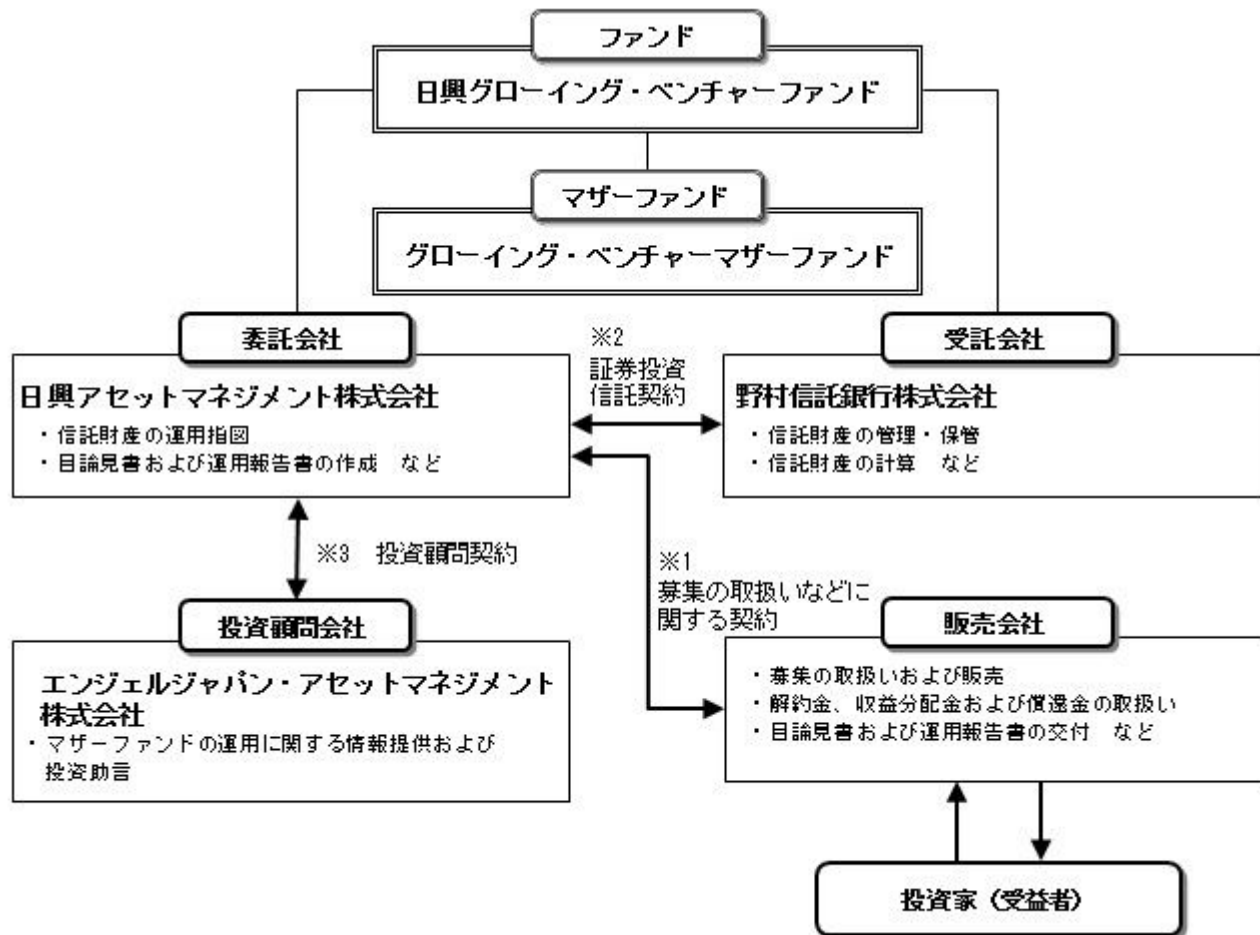 ファンド
日興グローイング・ベンチャーファンド
マザーファンド
グローイング・ベンチャーマザーファンド
委託会社
日興アセットマネジメント株式会社
・信託財産の運用指図
・目論見書および運用報告書の作成 など
※2
証券投資
信託契約
受託会社
野村信託銀行株式会社
・信託財産の管理・保管
・信託財産の計算 など
※3 投資顧問契約
※1
募集の取扱いなどに
関する契約
投資顧問会社
エンジェルジャパン・アセットマネジメント
株式会社
・マザーファンドの運用に関する情報提供および
投資助言
販売会社
・募集の取扱いおよび販売
・解約金、収益分配金および償還金の取扱い
・目論見書および運用報告書の交付 など
投資家（受益者）